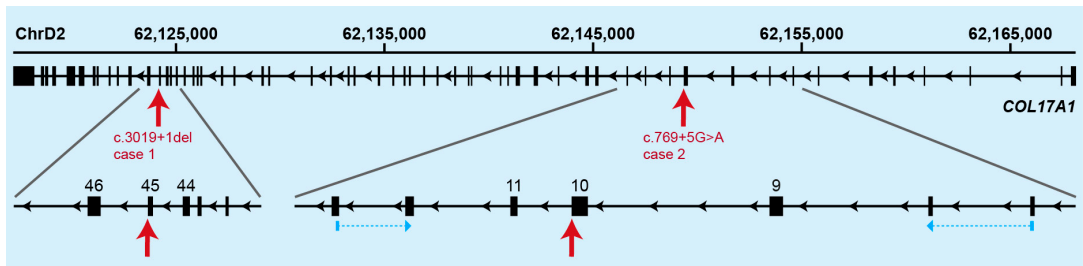 ChrD2 62,125,000 62,135,000 62,145,000 62,155,000 62,165,000
COL17A1
c.3019+1del
case 1
c.769+5G>A
case 2
46 45 44 11 10 9